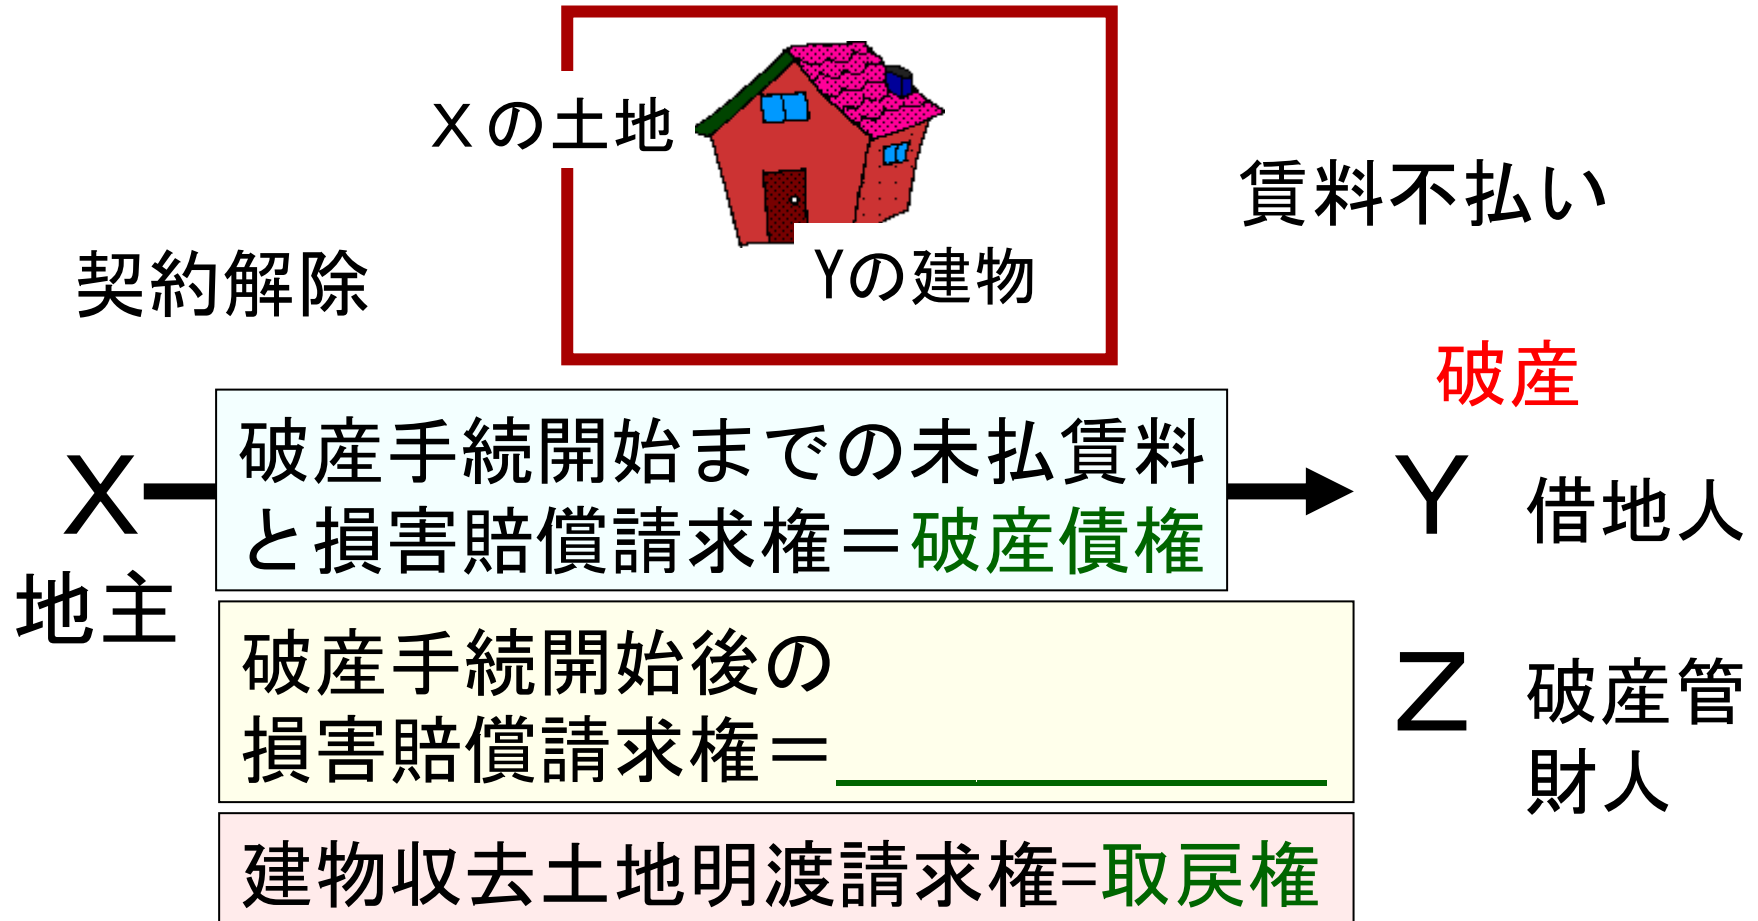 Xの土地
賃料不払い
契約解除
Yの建物
破産
破産手続開始までの未払賃料
と損害賠償請求権＝破産債権
X
地主
Y 借地人
破産手続開始後の
損害賠償請求権＝
Z 破産管
財人
建物収去土地明渡請求権=取戻権